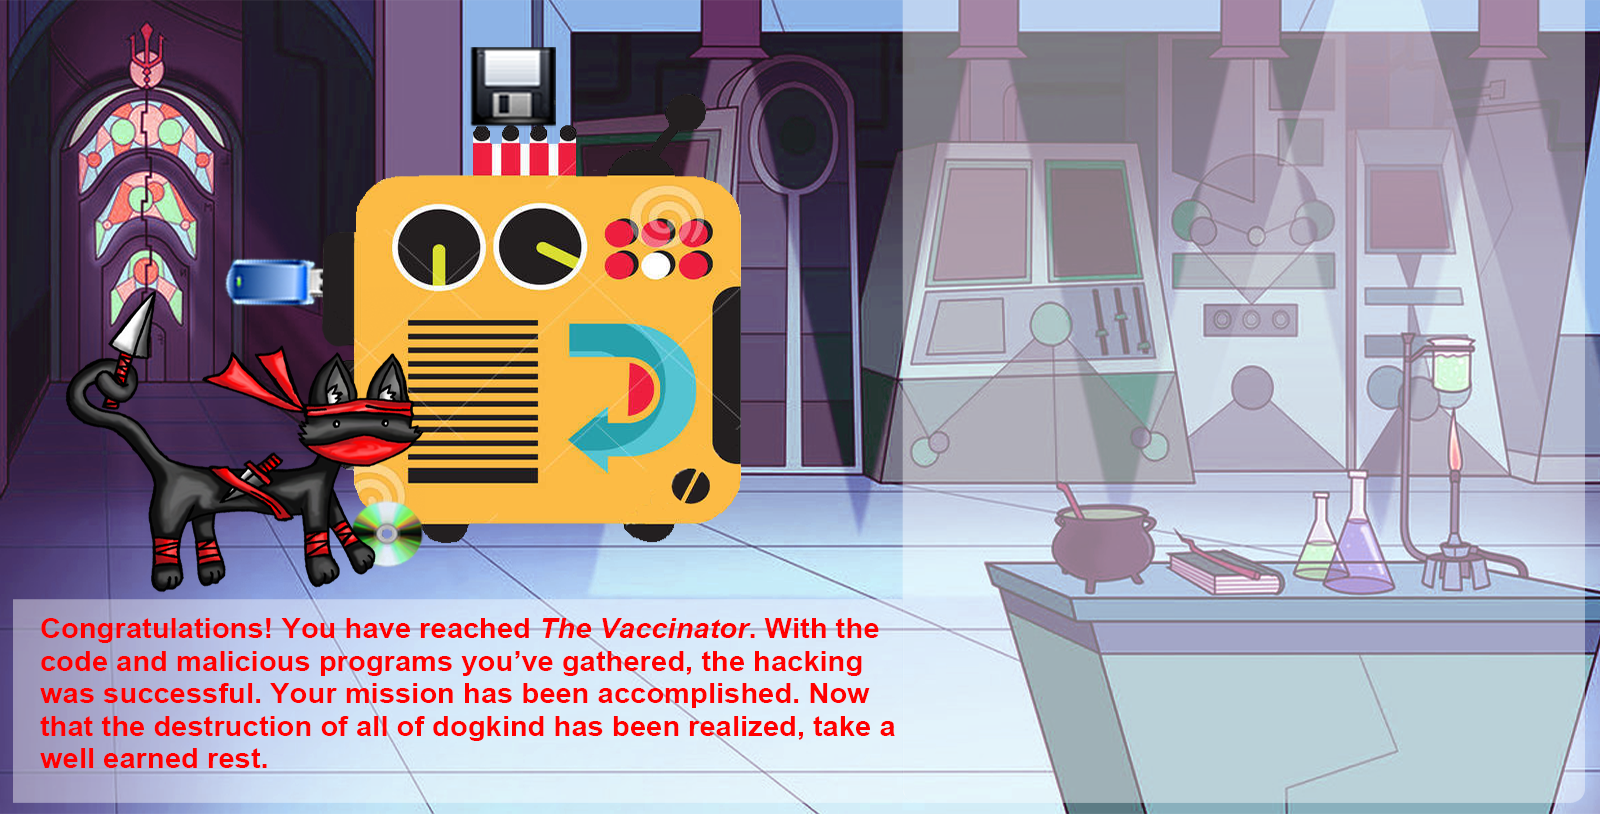 Congratulations! You have reached The Vaccinator. With the
code and malicious programs you’ve gathered, the hacking
was successful. Your mission has been accomplished. Now
that the destruction of all of dogkind has been realized, take a
well earned rest.